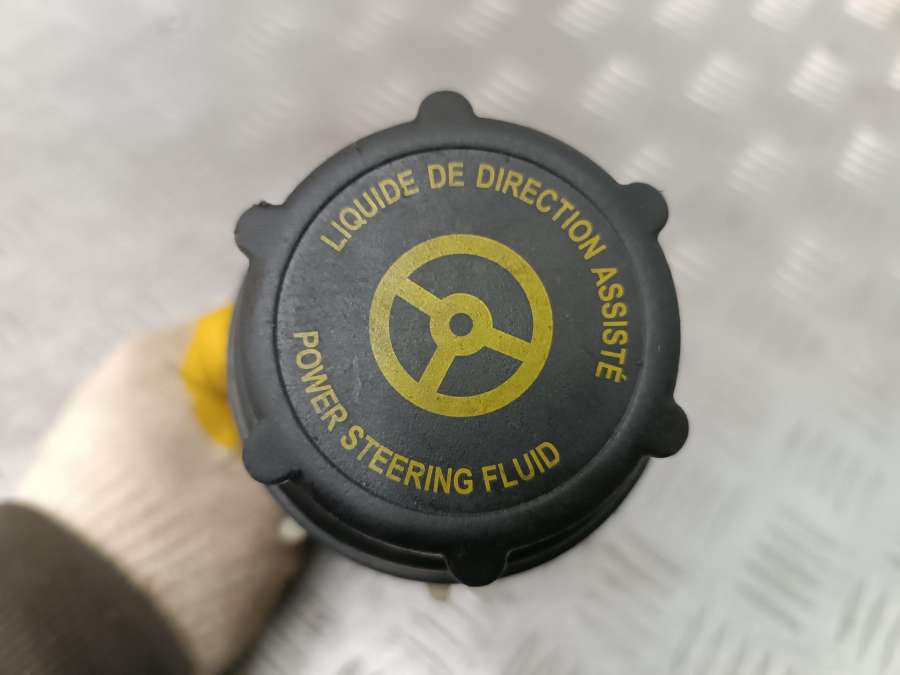 LIQUIDE DE DIRECTION ASSISTÉ
POWER STEERING FLUID